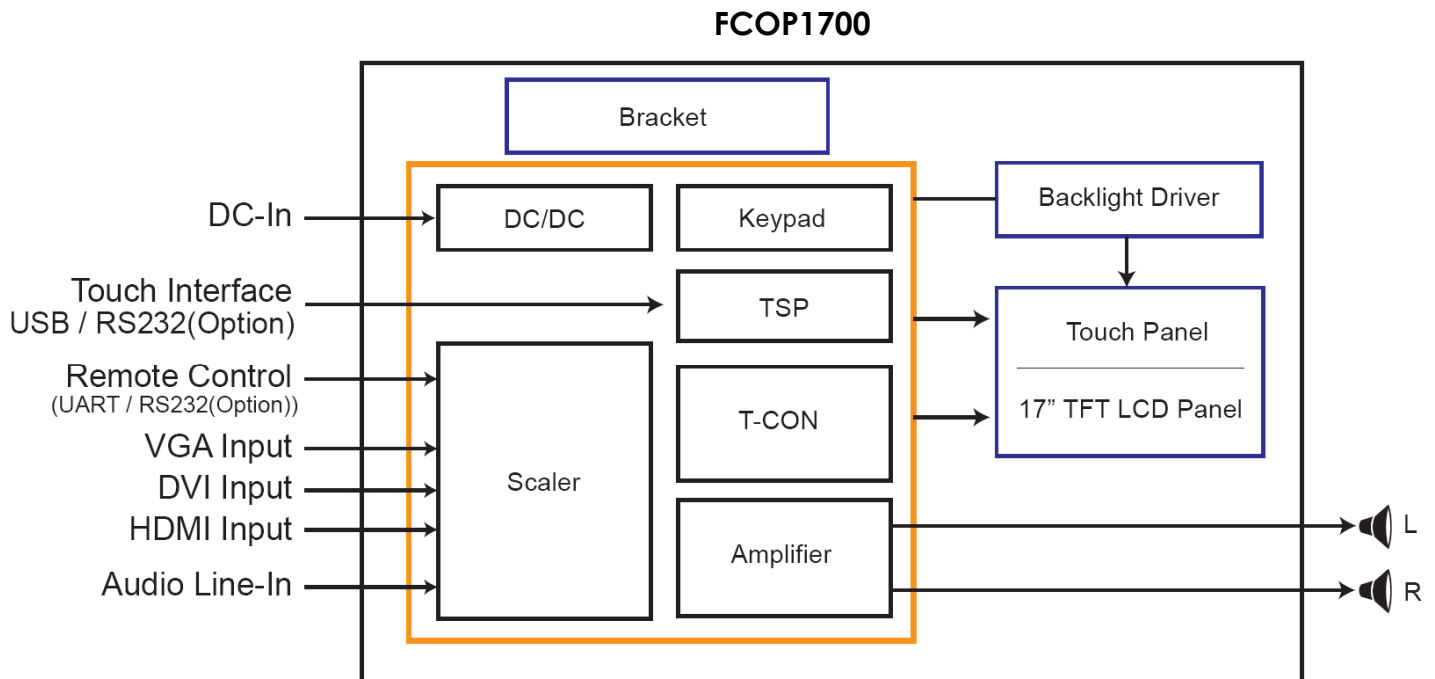 FCOP1700
Bracket
DC-In
DC/DC
Keypad
Backlight Driver
Touch Interface
USB / RS232(Option)
TSP
Touch Panel
17” TFT LCD Panel
Remote Control
(UART / RS232(Option))
VGA Input
DVI Input
HDMI Input
Audio Line-In
Scaler
T-CON
Amplifier
L
R